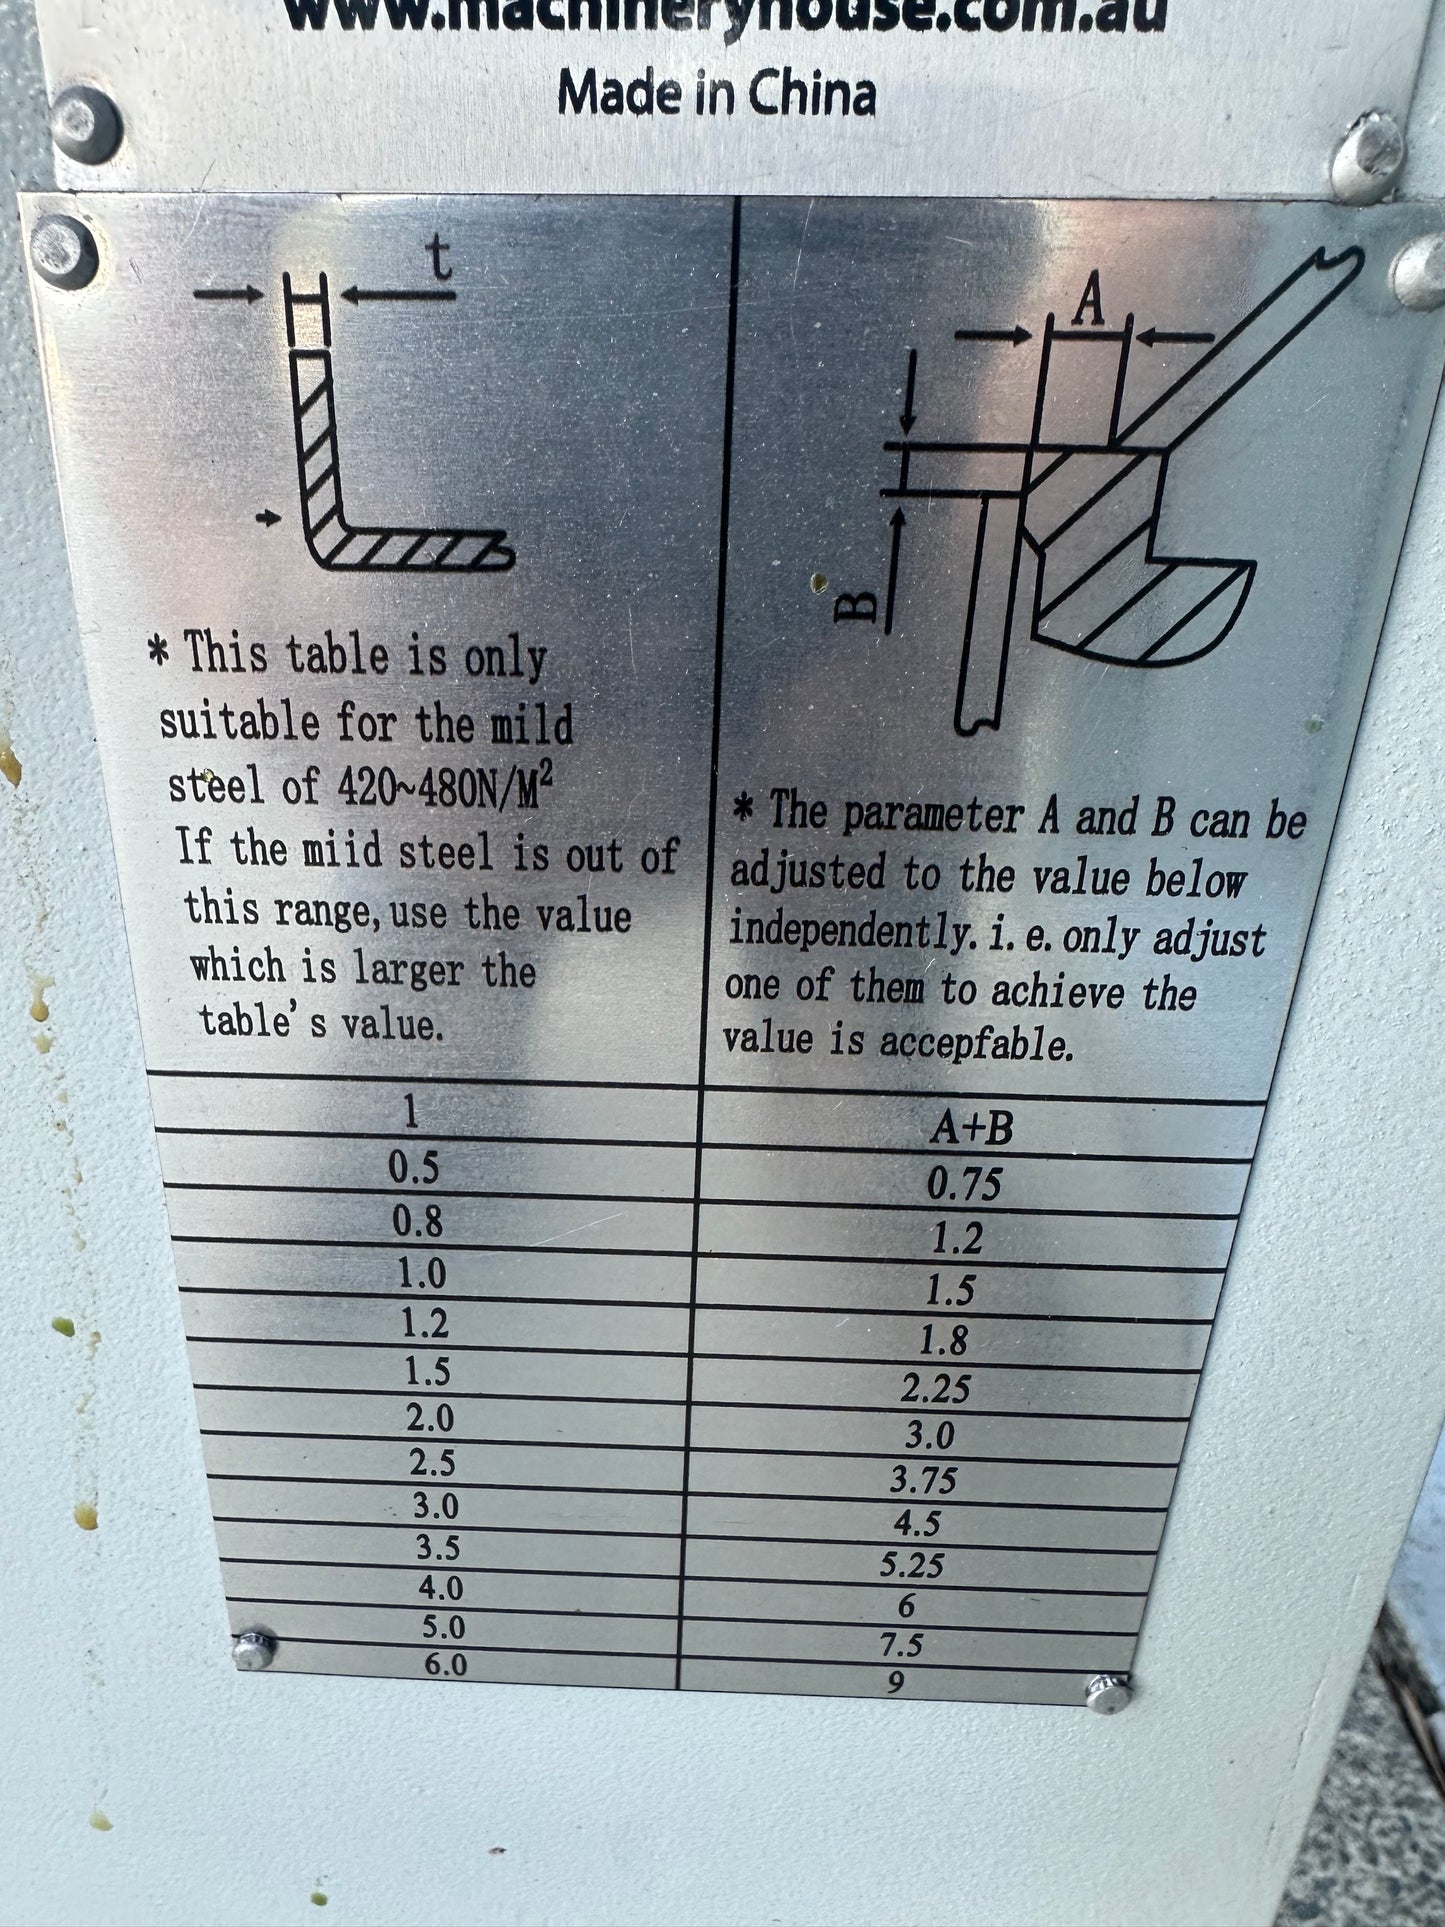 www.machineryhouse.com.au
Made in China
t
A
B
* This table is only
suitable for the mild
steel of 420~480N/M²
If the miid steel is out of
this range, use the value
which is larger the
table's value.
* The parameter A and B can be
adjusted to the value below
independently. i. e. only adjust
one of them to achieve the
value is accepfable.
1 A+B
0.5 0.75
0.8 1.2
1.0 1.5
1.2 1.8
1.5 2.25
2.0 3.0
2.5 3.75
3.0 4.5
3.5 5.25
4.0 6
5.0 7.5
6.0 9